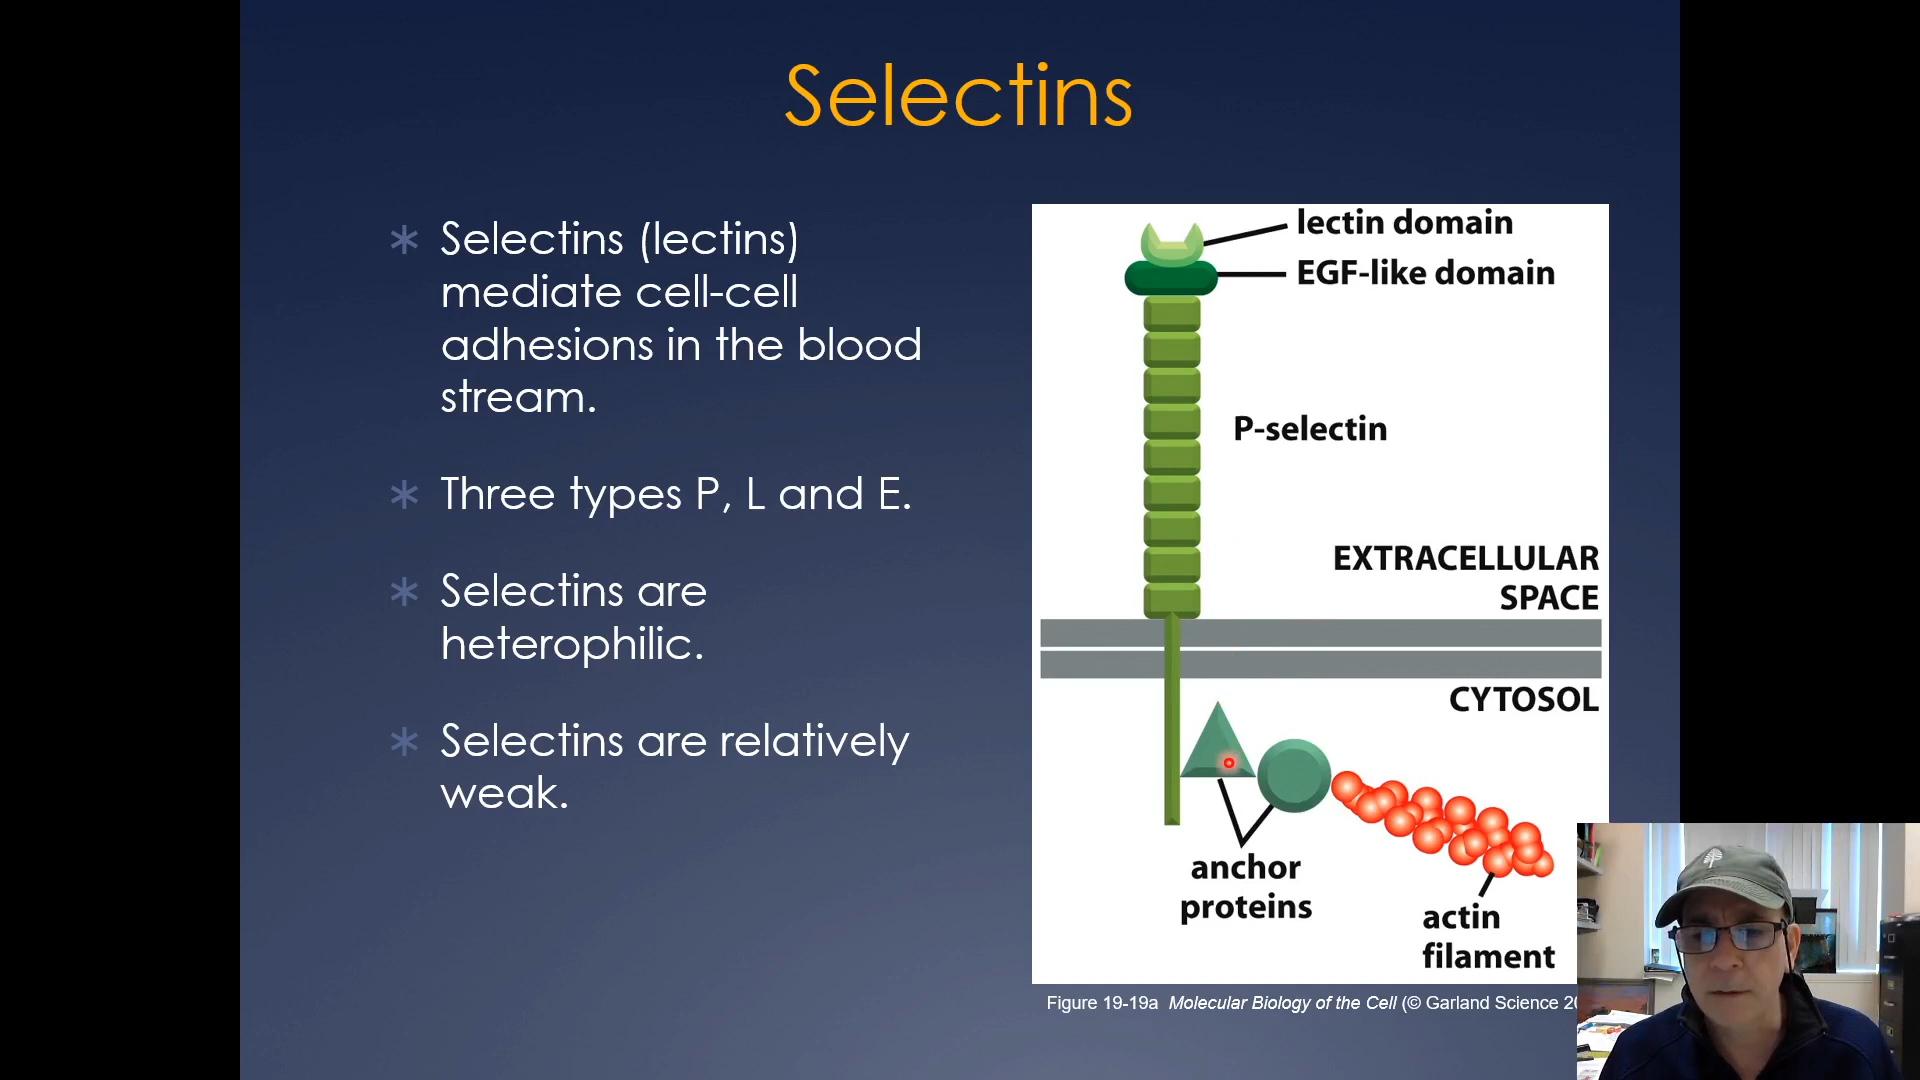 Selectins
Selectins (lectins)
mediate cell-cell
adhesions in the blood
stream.
Three types P, L and E.
Selectins are
heterophilic.
Selectins are relatively
weak.
lectin domain
EGF-like domain
P-selectin
EXTRACELLULAR
SPACE
CYTOSOL
anchor
proteins
actin
filament
Figure 19-19a Molecular Biology of the Cell (© Garland Science